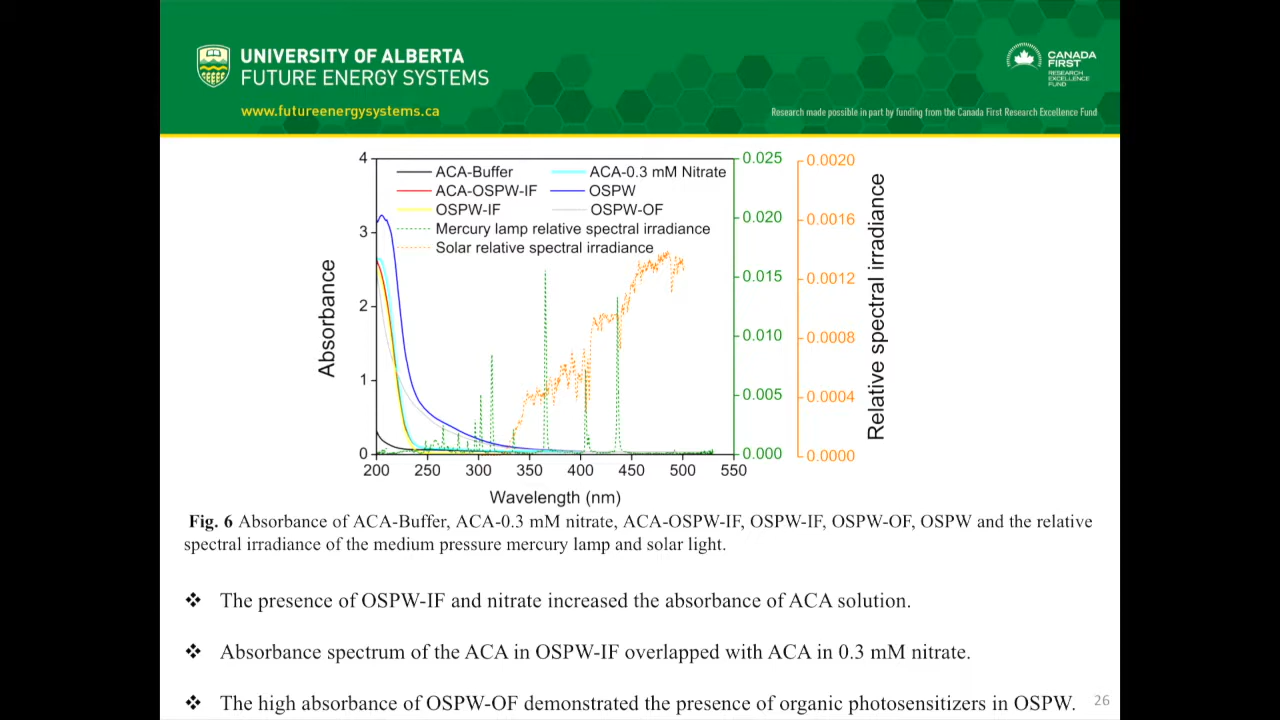 UNIVERSITY OF ALBERTA
FUTURE ENERGY SYSTEMS
www.futureenergysystems.ca
CANADA
FIRST
RESEARCH
EXCELLENCE
FUND
Research made possible in part by funding from the Canada First Research Excellence Fund
4
3
2
1
0
Absorbance
ACA-Buffer
ACA-0.3 mM Nitrate
ACA-OSPW-IF
OSPW
OSPW-IF
OSPW-OF
Mercury lamp relative spectral irradiance
Solar relative spectral irradiance
0.025
0.020
0.015
0.010
0.005
0.000
0.0020
0.0016
0.0012
0.0008
0.0004
0.0000
Relative spectral irradiance
200 250 300 350 400 450 500 550
Wavelength (nm)
Fig. 6 Absorbance of ACA-Buffer, ACA-0.3 mM nitrate, ACA-OSPW-IF, OSPW-IF, OSPW-OF, OSPW and the relative
spectral irradiance of the medium pressure mercury lamp and solar light.
❖ The presence of OSPW-IF and nitrate increased the absorbance of ACA solution.
❖ Absorbance spectrum of the ACA in OSPW-IF overlapped with ACA in 0.3 mM nitrate.
❖ The high absorbance of OSPW-OF demonstrated the presence of organic photosensitizers in OSPW.
26